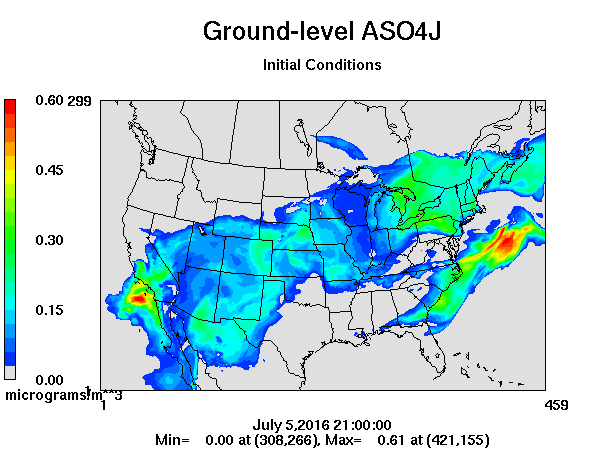 Ground-level ASO4J
Initial Conditions
0.60 299
0.45
0.30
0.15
0.00
1
micrograms/m**3
1 459
July 5,2016 21:00:00
Min= 0.00 at (308,266), Max= 0.61 at (421,155)